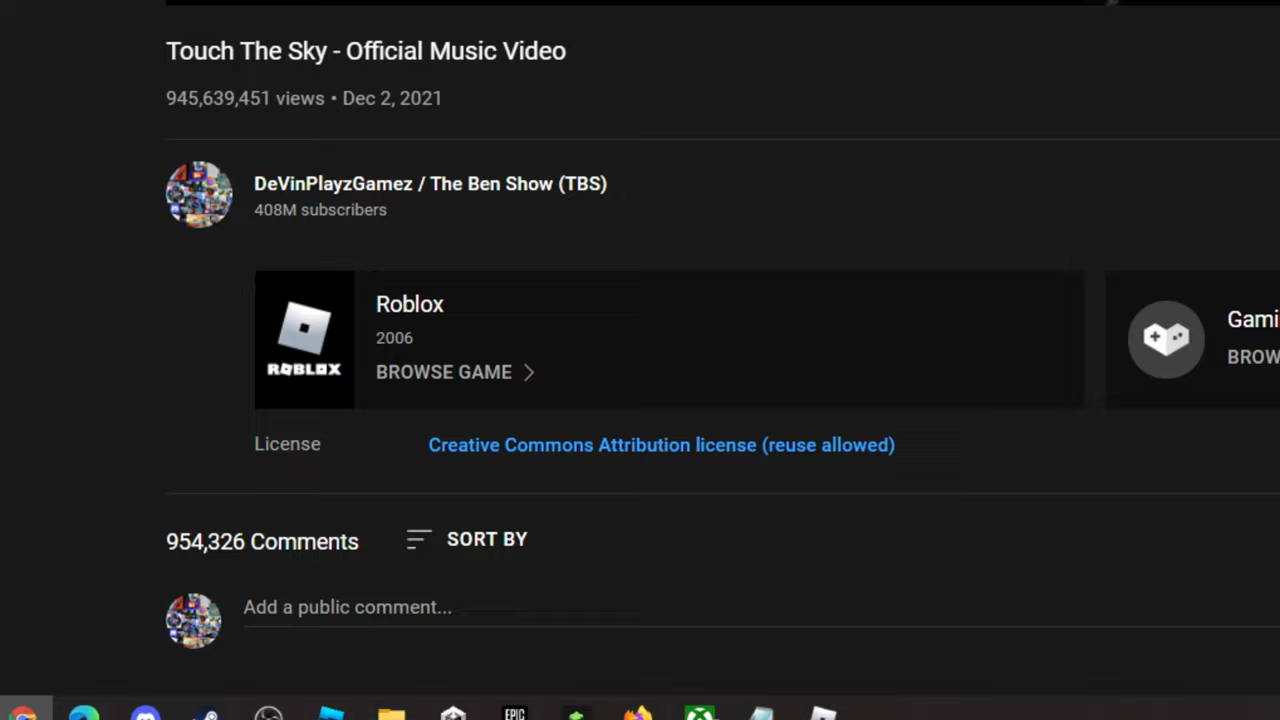 Touch The Sky - Official Music Video
945,639,451 views • Dec 2, 2021
DeVinPlayzGamez / The Ben Show (TBS)
408M subscribers
ROBLOX
Roblox
2006
BROWSE GAME
Gami
BROW
License Creative Commons Attribution license (reuse allowed)
954,326 Comments SORT BY
Add a public comment...
EPIC